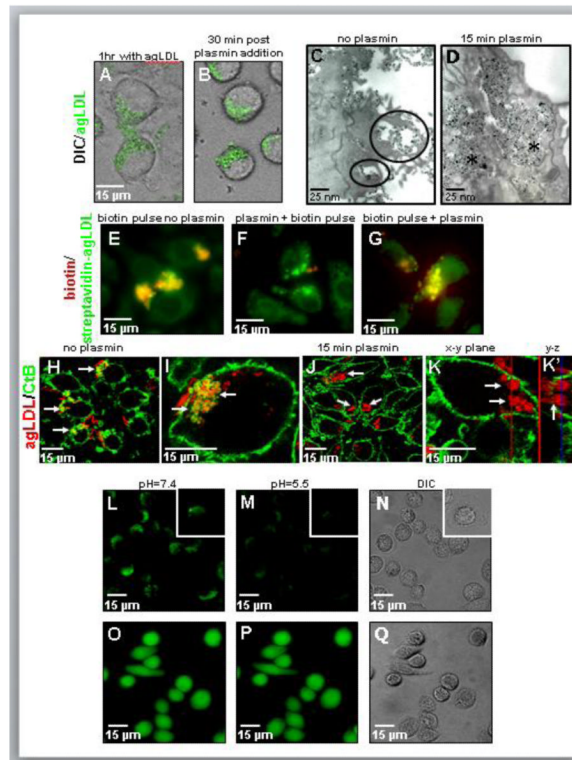 1hr with agLDL
30 min post
plasmin addition
no plasmin
15 min plasmin
DIC/agLDL
A
15 µm
B
15 µm
C
25 nm
D
*
*
25 nm
biotin pulse no plasmin
plasmin + biotin pulse
biotin pulse + plasmin
biotin/
streptavidin-agLDL
E
15 µm
F
15 µm
G
15 µm
no plasmin
15 min plasmin
x-y plane
y-z
agLDL/CtB
H
15 µm
I
15 µm
J
15 µm
K
15 µm
K'
pH=7.4
pH=5.5
DIC
L
15 µm
M
15 µm
N
15 µm
O
15 µm
P
15 µm
Q
15 µm